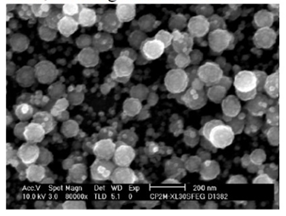 Acc.V Spot Magn Det WD Exp 200 nm
10.0 kV 3.0 80000x TLD 5.1 0 CP2M-XL30SFEG DT382